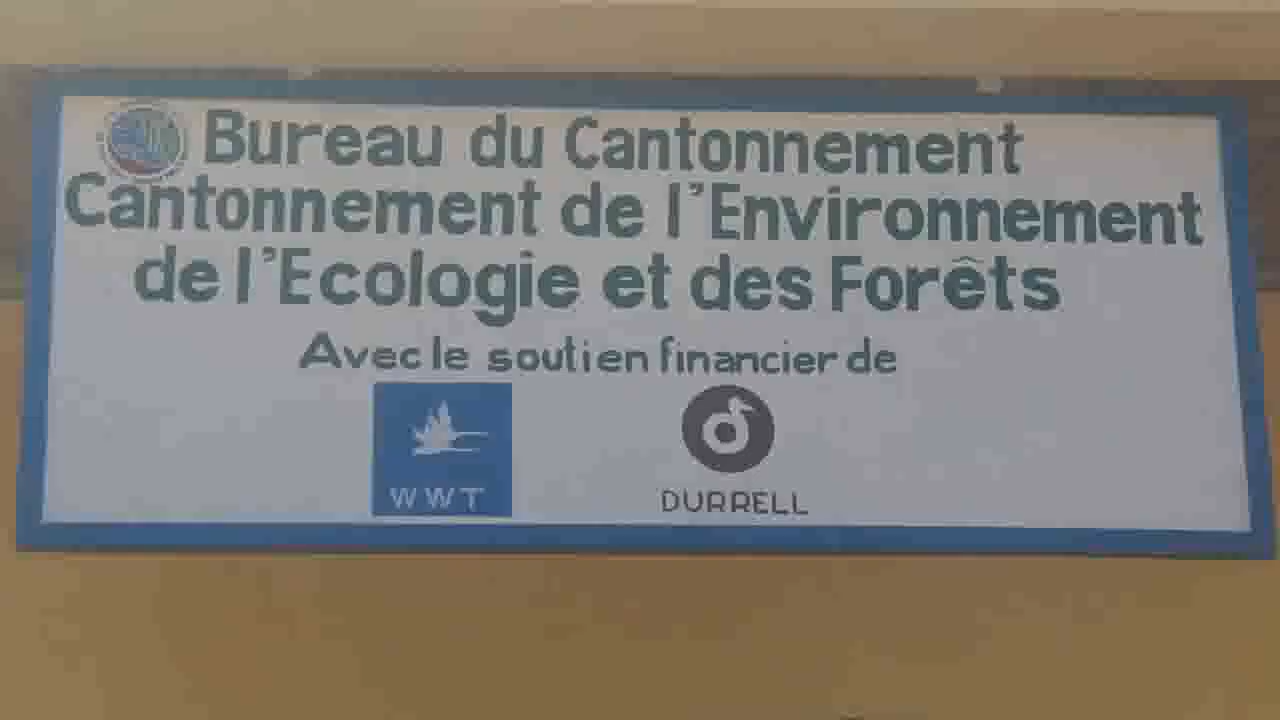 Bureau du Cantonnement
Cantonnement de l'Environnement
de l'Ecologie et des Forêts
Avec le soutien financier de
WWT
DURRELL